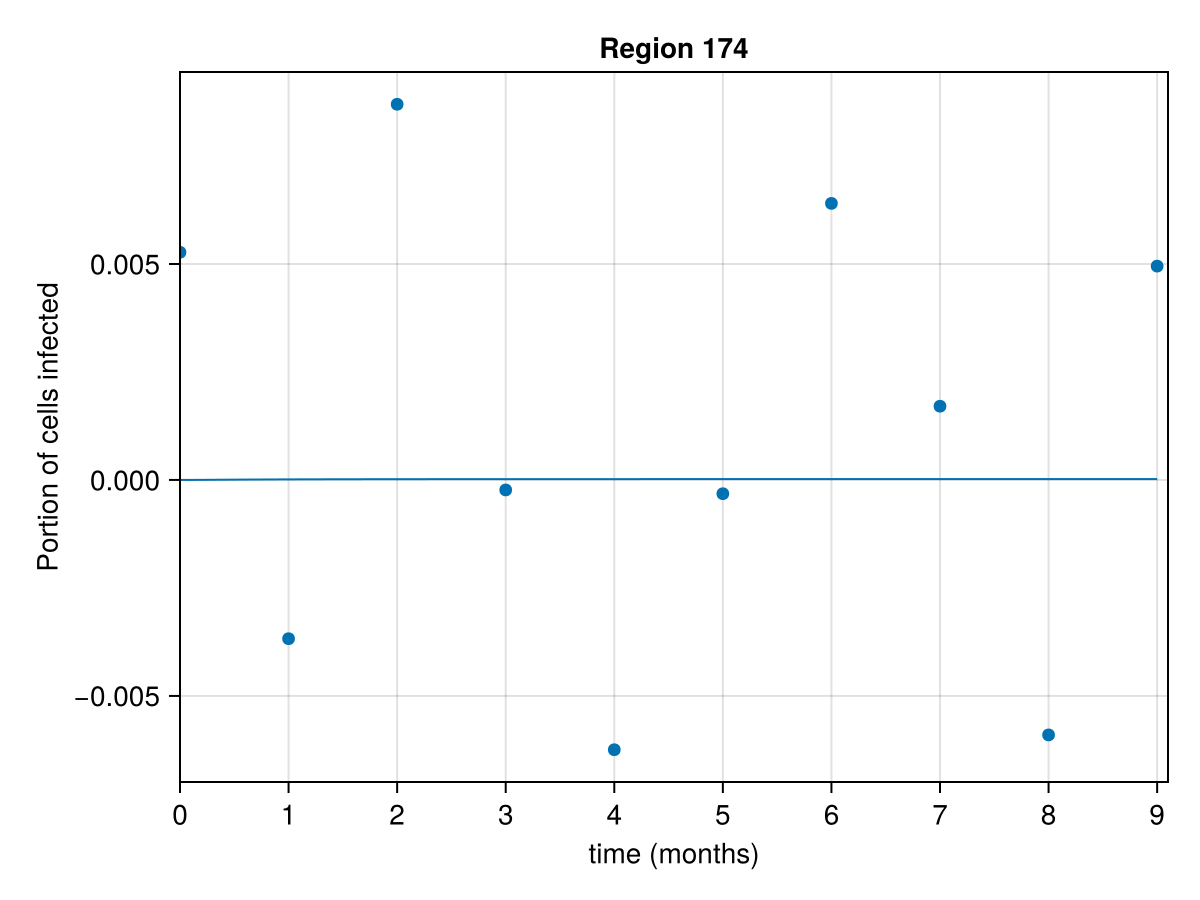 Region 174
Portion of cells infected
0.005
0.000
−0.005
0 1 2 3 4 5 6 7 8 9
time (months)